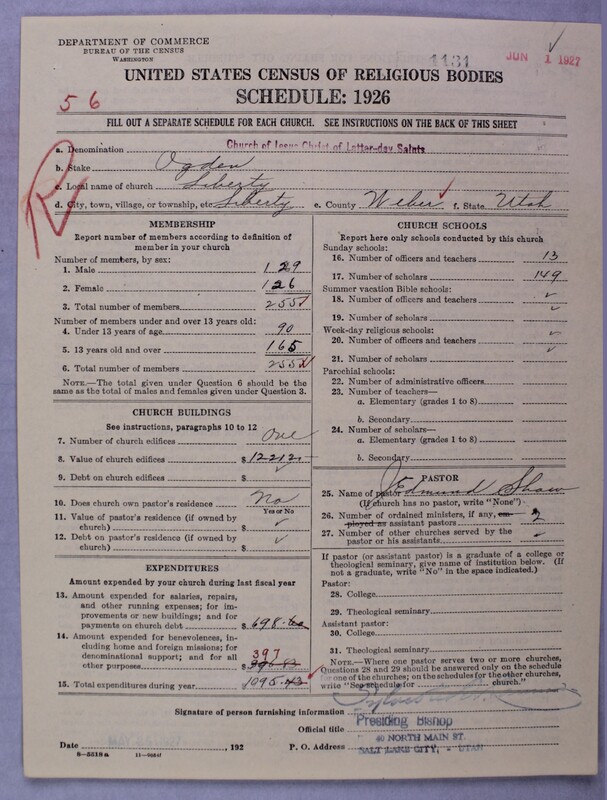 DEPARTMENT OF COMMERCE
BUREAU OF THE CENSUS
WASHINGTON
1131
JUN 1 1927
UNITED STATES CENSUS OF RELIGIOUS BODIES
SCHEDULE: 1926
56
FILL OUT A SEPARATE SCHEDULE FOR EACH CHURCH. SEE INSTRUCTIONS ON THE BACK OF THIS SHEET
R
a. Denomination Church of Jesus Christ of Latter-day Saints
b. Stake Ogden
c. Local name of church Liberty
d. City, town, village, or township, etc. Liberty e. County Weber f. State Utah
MEMBERSHIP
Report number of members according to definition of
member in your church
Number of members, by sex:
1. Male 129
2. Female 126
3. Total number of members 255
Number of members under and over 13 years old:
4. Under 13 years of age 90
5. 13 years old and over 165
6. Total number of members 255
NOTE.—The total given under Question 6 should be
the same as the total of males and females given under Question 3.
CHURCH BUILDINGS
See instructions, paragraphs 10 to 12
7. Number of church edifices One
8. Value of church edifices $12212
9. Debt on church edifices $
10. Does church own pastor's residence No
Yes or No
11. Value of pastor's residence (if owned by
church) $
12. Debt on pastor's residence (if owned by
church) $
EXPENDITURES
Amount expended by your church during last fiscal year
13. Amount expended for salaries, repairs,
and other running expenses; for im-
provements or new buildings; and for
payments on church debt $698.
14. Amount expended for benevolences, in-
cluding home and foreign missions; for
denominational support; and for all
other purposes 397
15. Total expenditures during year 1095.
CHURCH SCHOOLS
Report here only schools conducted by this church
Sunday schools:
16. Number of officers and teachers 13
17. Number of scholars 149
Summer vacation Bible schools:
18. Number of officers and teachers
19. Number of scholars
Week-day religious schools:
20. Number of officers and teachers
21. Number of scholars
Parochial schools:
22. Number of administrative officers
23. Number of teachers—
a. Elementary (grades 1 to 8)
b. Secondary
24. Number of scholars—
a. Elementary (grades 1 to 8)
b. Secondary
PASTOR
25. Name of pastor Edmund Shaw
(If church has no pastor, write "None")
26. Number of ordained ministers, if any, em-
ployed as assistant pastors 2
27. Number of other churches served by the
pastor or his assistants
If pastor (or assistant pastor) is a graduate of a college or
theological seminary, give name of institution below. (If
not a graduate, write "No" in the space indicated.)
Pastor:
28. College
29. Theological seminary
Assistant pastor:
30. College
31. Theological seminary
NOTE.—Where one pastor serves two or more churches,
Questions 28 and 29 should be answered only on the schedule
for one of the churches; on the schedules for the other churches,
write "See schedule for church."
Signature of person furnishing information
Official title Presiding Bishop
Date , 192 P. O. Address 40 NORTH MAIN ST.
SALT LAKE CITY, - UTAH
8—5518a